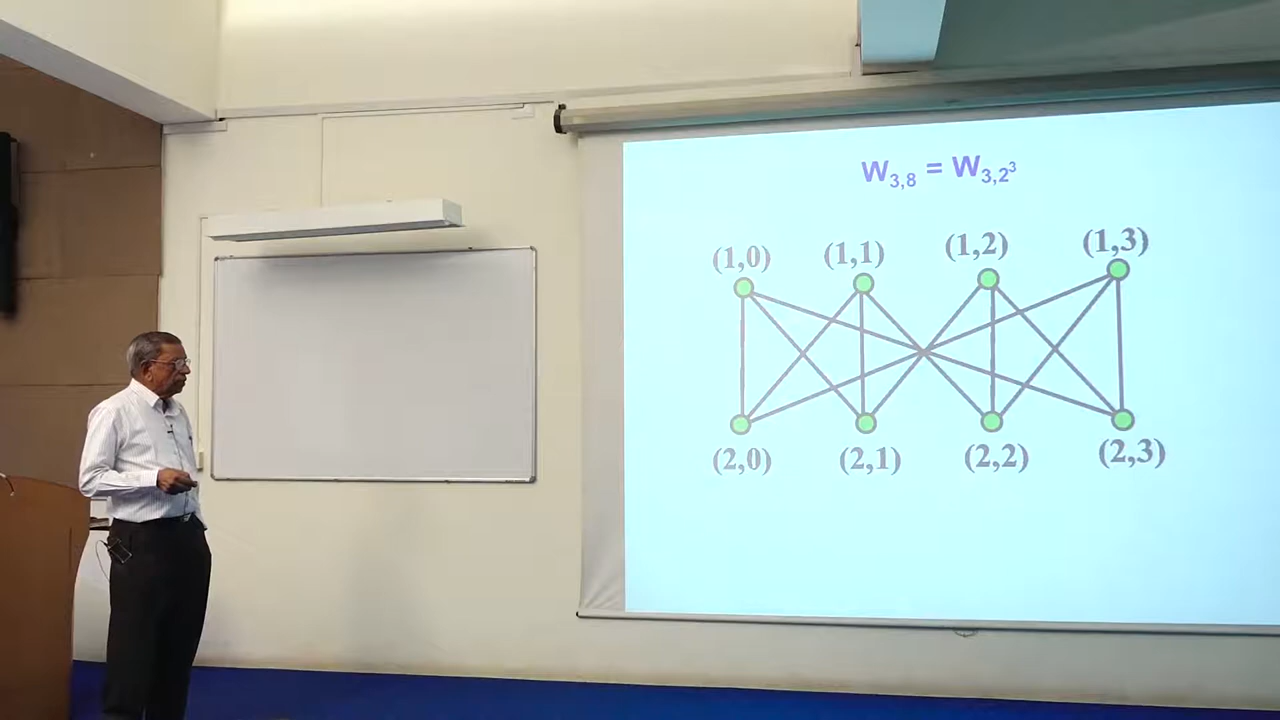 W₃,₈ = W₃,₂³
(1,0) (1,1) (1,2) (1,3)
(2,0) (2,1) (2,2) (2,3)